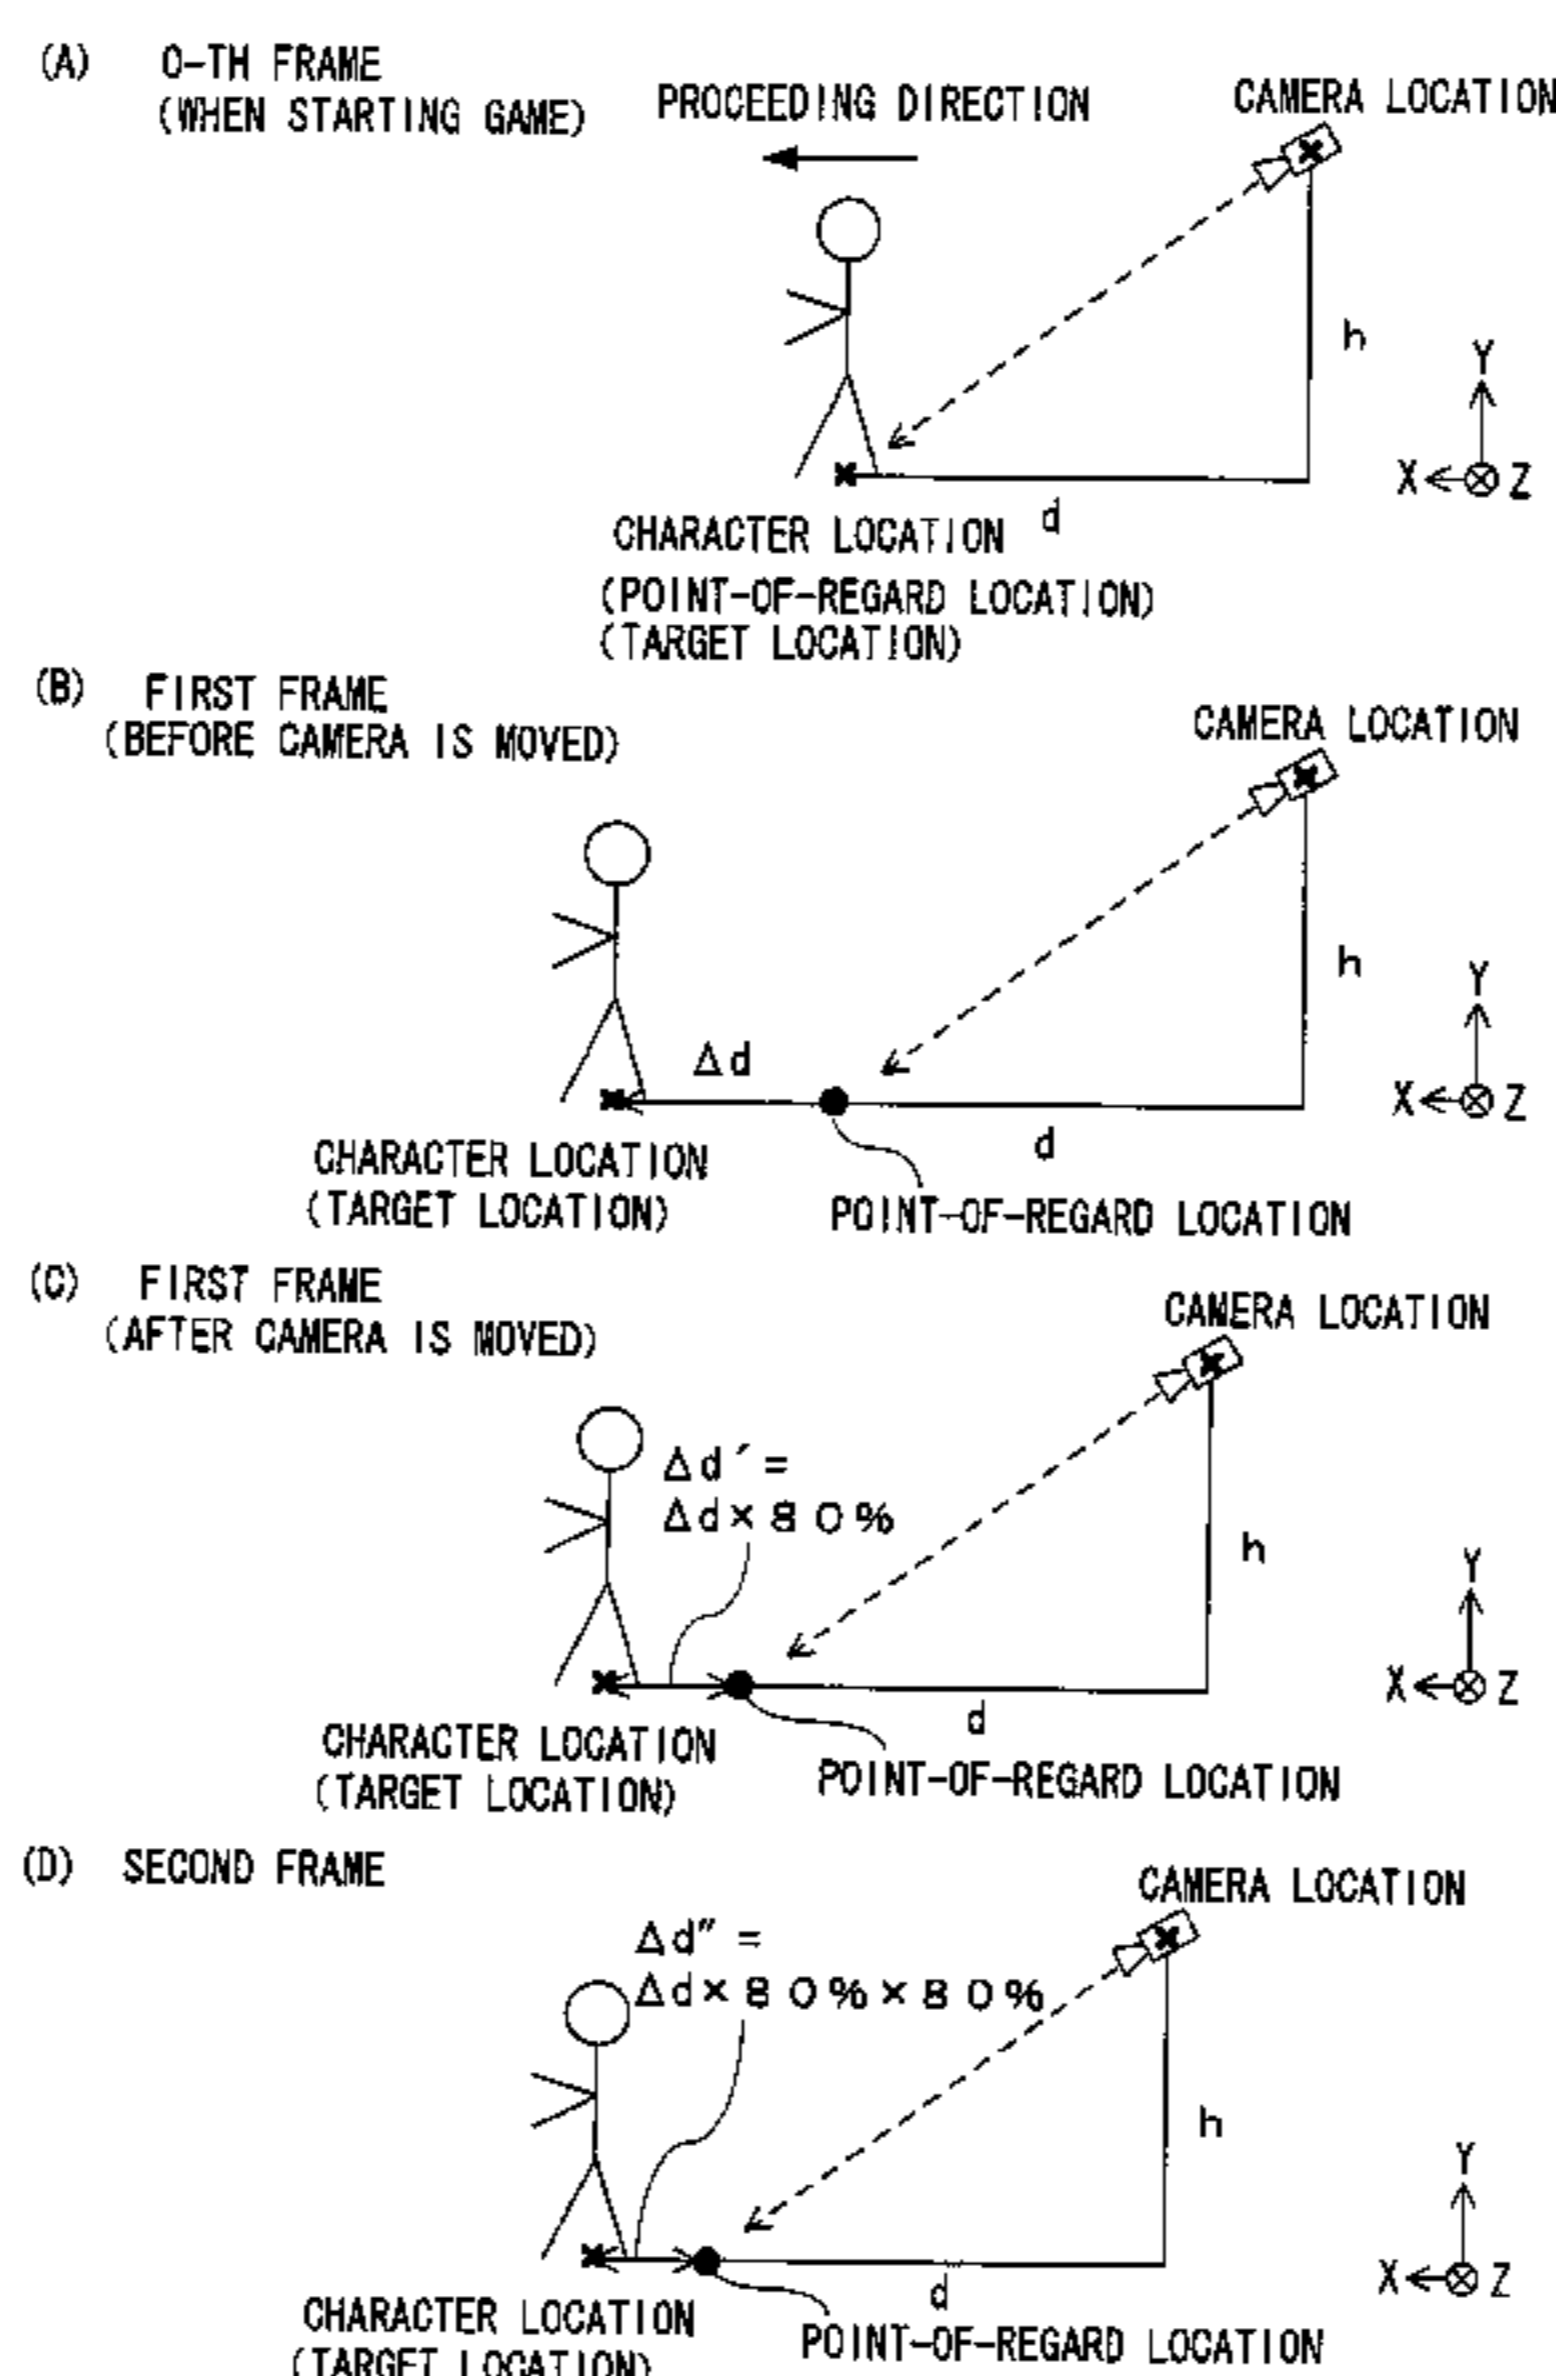 (A) 0-TH FRAME
(WHEN STARTING GAME)
PROCEEDING DIRECTION
CAMERA LOCATION
h
Y
X Z
d
CHARACTER LOCATION
(POINT-OF-REGARD LOCATION)
(TARGET LOCATION)
(B) FIRST FRAME
(BEFORE CAMERA IS MOVED)
CAMERA LOCATION
h
Y
Δd
X Z
d
CHARACTER LOCATION
(TARGET LOCATION)
POINT-OF-REGARD LOCATION
(C) FIRST FRAME
(AFTER CAMERA IS MOVED)
CAMERA LOCATION
Δd′=
Δd×80%
h
Y
X Z
d
CHARACTER LOCATION
(TARGET LOCATION)
POINT-OF-REGARD LOCATION
(D) SECOND FRAME
CAMERA LOCATION
Δd″=
Δd×80%×80%
h
Y
X Z
d
CHARACTER LOCATION
(TARGET LOCATION)
POINT-OF-REGARD LOCATION